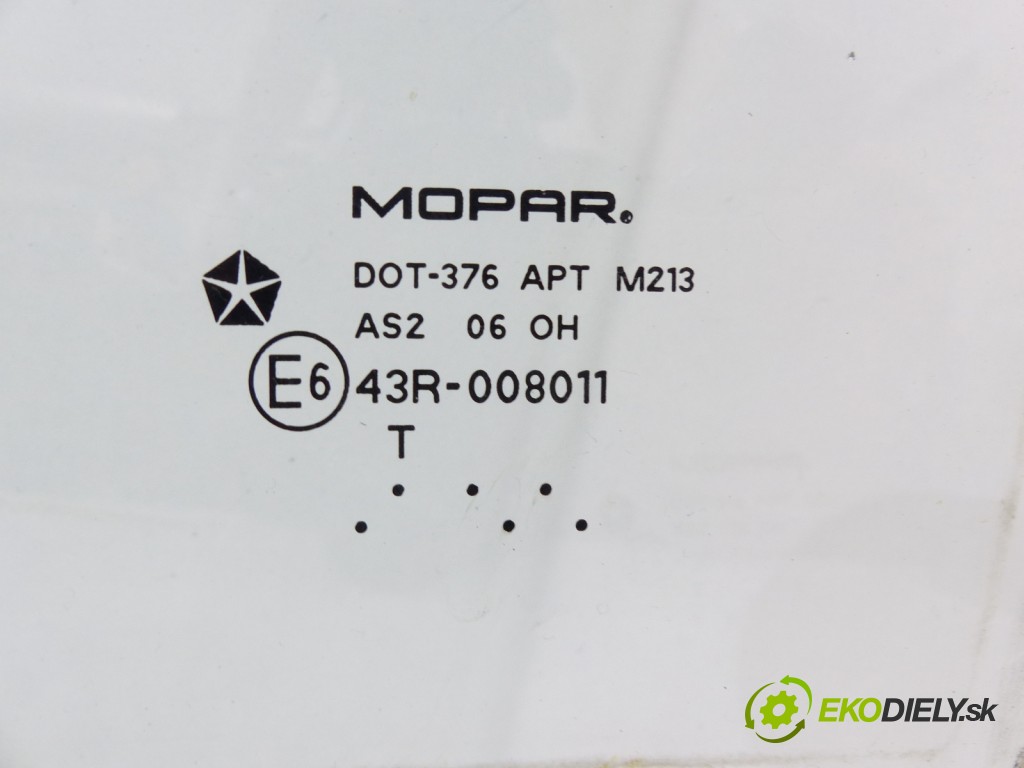 MOPAR®
DOT-376 APT M213
AS2 06 OH
E6 43R-008011
T
EKODIELY.sk